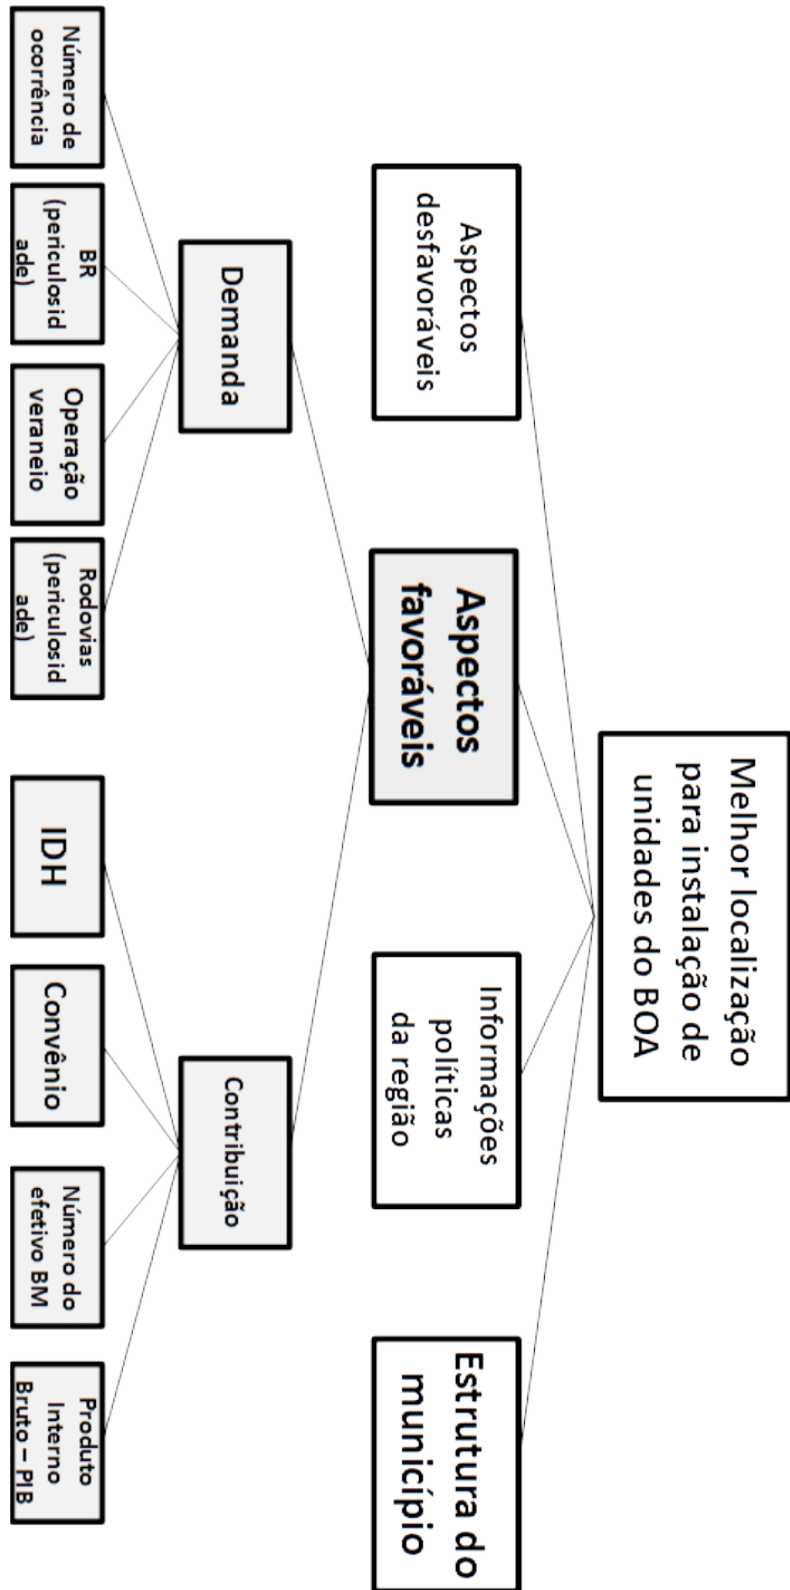 Melhor localização
para instalação de
unidades do BOA
Aspectos
desfavoráveis
Aspectos
favoráveis
Informações
políticas
da região
Estrutura do
município
Demanda
Contribuição
Número de
ocorrência
BR
(periculosid
ade)
Operação
veraneio
Rodovias
(periculosid
ade)
IDH
Convênio
Número do
efetivo BM
Produto
Interno
Bruto – PIB